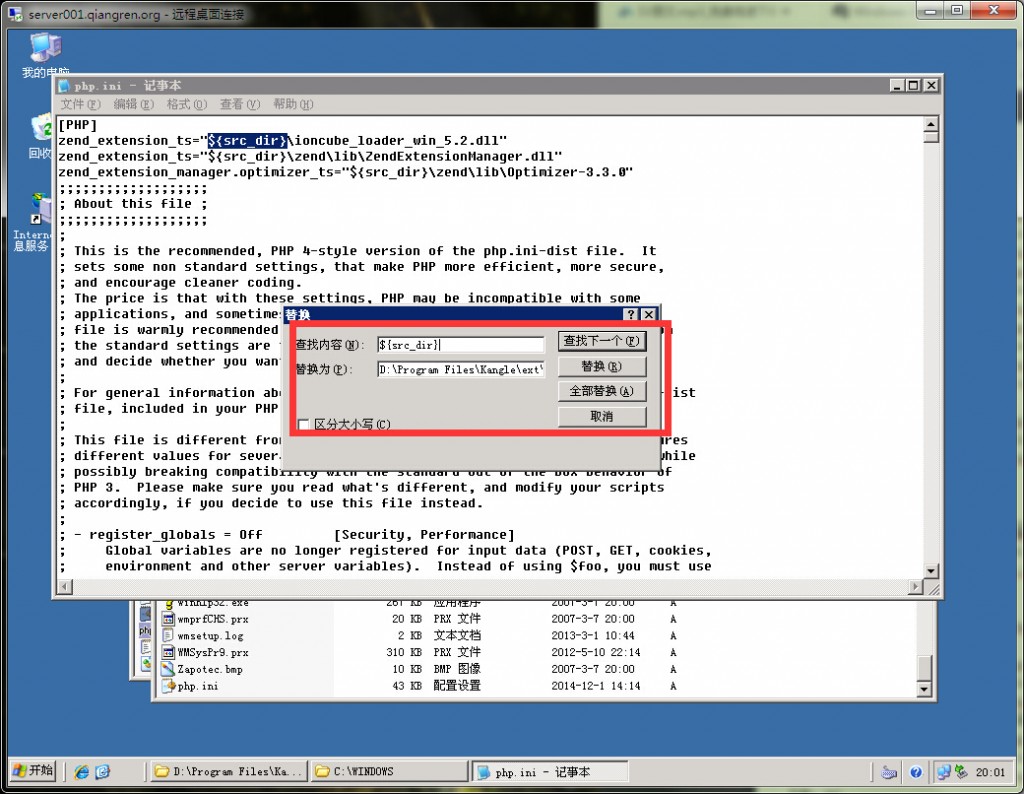 server001.qiangren.org - 远程桌面连接
我的电脑
php.ini - 记事本
文件(F) 编辑(E) 格式(O) 查看(V) 帮助(H)
[PHP]
zend_extension_ts="${src_dir}\ioncube_loader_win_5.2.dll"
zend_extension_ts="${src_dir}\zend\lib\ZendExtensionManager.dll"
zend_extension_manager.optimizer_ts="${src_dir}\zend\lib\Optimizer-3.3.0"
;;;;;;;;;;;;;;;;;;;
; About this file ;
;;;;;;;;;;;;;;;;;;;
;
; This is the recommended, PHP 4-style version of the php.ini-dist file.  It
; sets some non standard settings, that make PHP more efficient, more secure,
; and encourage cleaner coding.
; The price is that with these settings, PHP may be incompatible with some
; applications, and sometime
; file is warmly recommended
; the standard settings are
; and decide whether you wan
;
; For general information ab
ist
; file, included in your PHP
;
; This file is different fro
res
; different values for sever
while
; possibly breaking compatibility with the standard out of the box behavior of
; PHP 3.  Please make sure you read what's different, and modify your scripts
; accordingly, if you decide to use this file instead.
;
; - register_globals = Off         [Security, Performance]
;     Global variables are no longer registered for input data (POST, GET, cookies,
;     environment and other server variables).  Instead of using $foo, you must use
替换
查找内容(N): ${src_dir} 查找下一个(F)
替换为(P): D:\Program Files\Kangle\ext\ 替换(R)
全部替换(A)
区分大小写(C) 取消
回收
Intern
息服务
winhlp32.exe 261 KB 应用程序 2007-3-7 20:00 A
wmprfCHS.prx 20 KB PRX 文件 2007-3-7 20:00 A
wmsetup.log 2 KB 文本文档 2013-3-1 10:44 A
WMSysPr9.prx 310 KB PRX 文件 2012-5-10 22:14 A
Zapotec.bmp 10 KB BMP 图像 2007-3-7 20:00 A
php.ini 43 KB 配置设置 2014-12-1 14:14 A
开始 D:\Program Files\Ka... C:\WINDOWS php.ini - 记事本 20:01